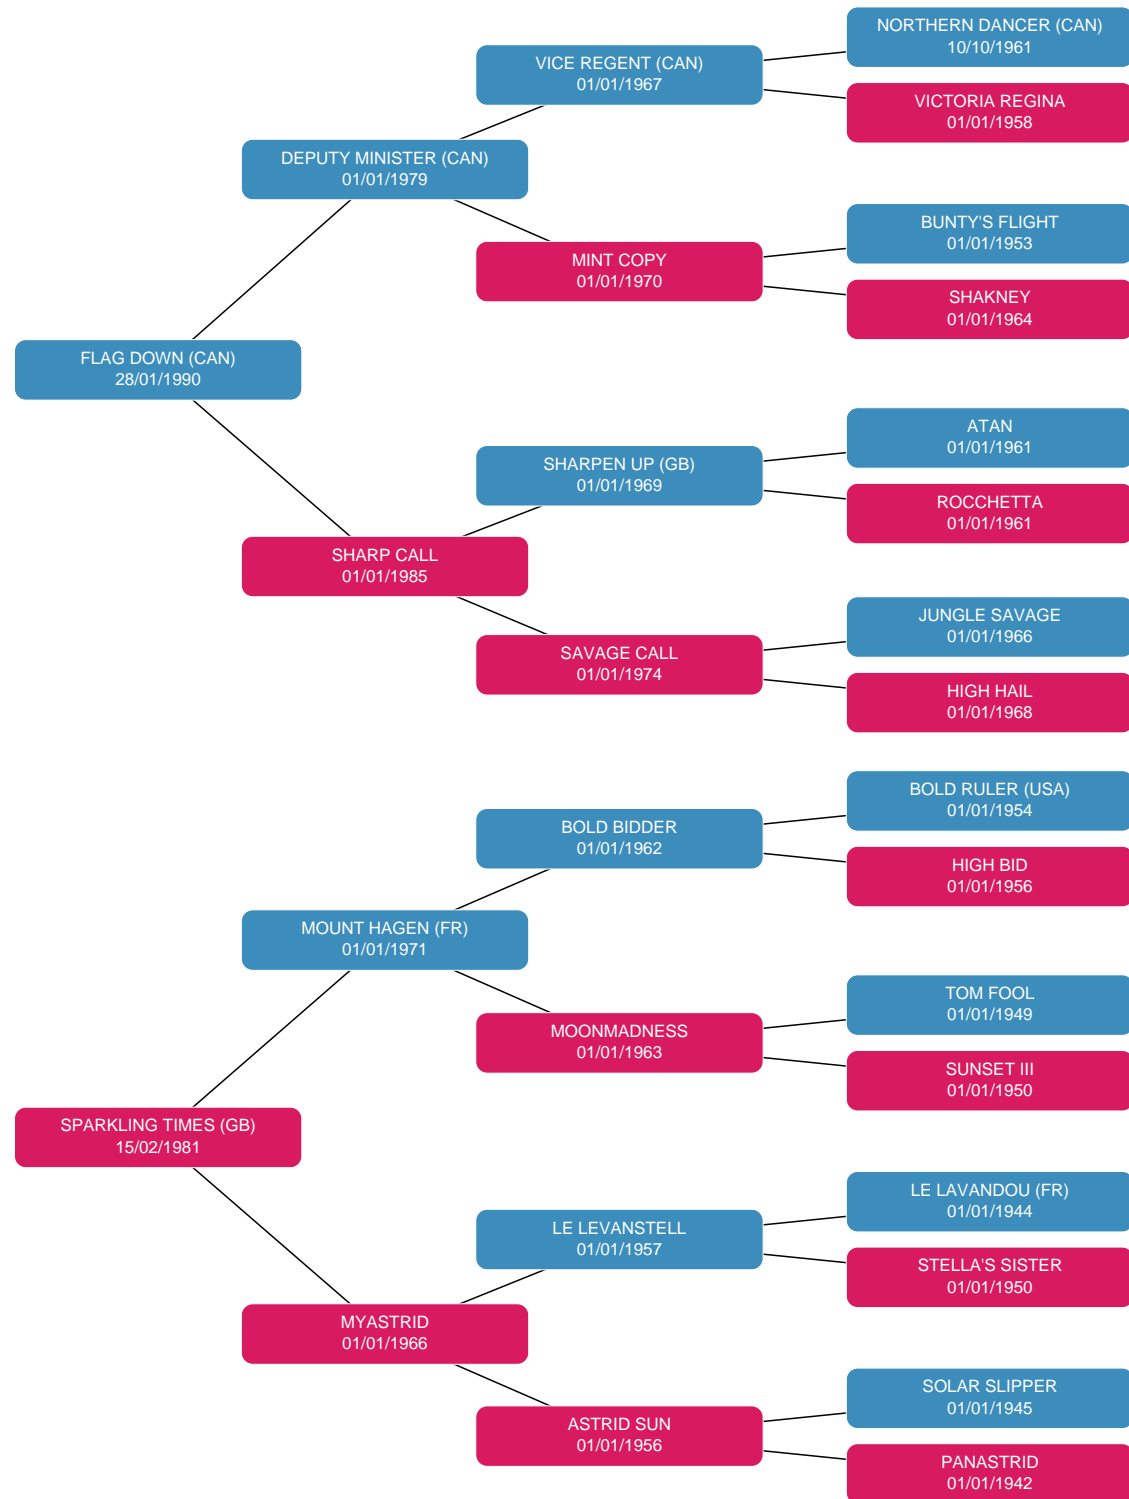 NORTHERN DANCER (CAN)
10/10/1961
VICE REGENT (CAN)
01/01/1967
VICTORIA REGINA
01/01/1958
DEPUTY MINISTER (CAN)
01/01/1979
BUNTY'S FLIGHT
01/01/1953
MINT COPY
01/01/1970
SHAKNEY
01/01/1964
FLAG DOWN (CAN)
28/01/1990
ATAN
01/01/1961
SHARPEN UP (GB)
01/01/1969
ROCCHETTA
01/01/1961
SHARP CALL
01/01/1985
JUNGLE SAVAGE
01/01/1966
SAVAGE CALL
01/01/1974
HIGH HAIL
01/01/1968
BOLD RULER (USA)
01/01/1954
BOLD BIDDER
01/01/1962
HIGH BID
01/01/1956
MOUNT HAGEN (FR)
01/01/1971
TOM FOOL
01/01/1949
MOONMADNESS
01/01/1963
SUNSET III
01/01/1950
SPARKLING TIMES (GB)
15/02/1981
LE LAVANDOU (FR)
01/01/1944
LE LEVANSTELL
01/01/1957
STELLA'S SISTER
01/01/1950
MYASTRID
01/01/1966
SOLAR SLIPPER
01/01/1945
ASTRID SUN
01/01/1956
PANASTRID
01/01/1942